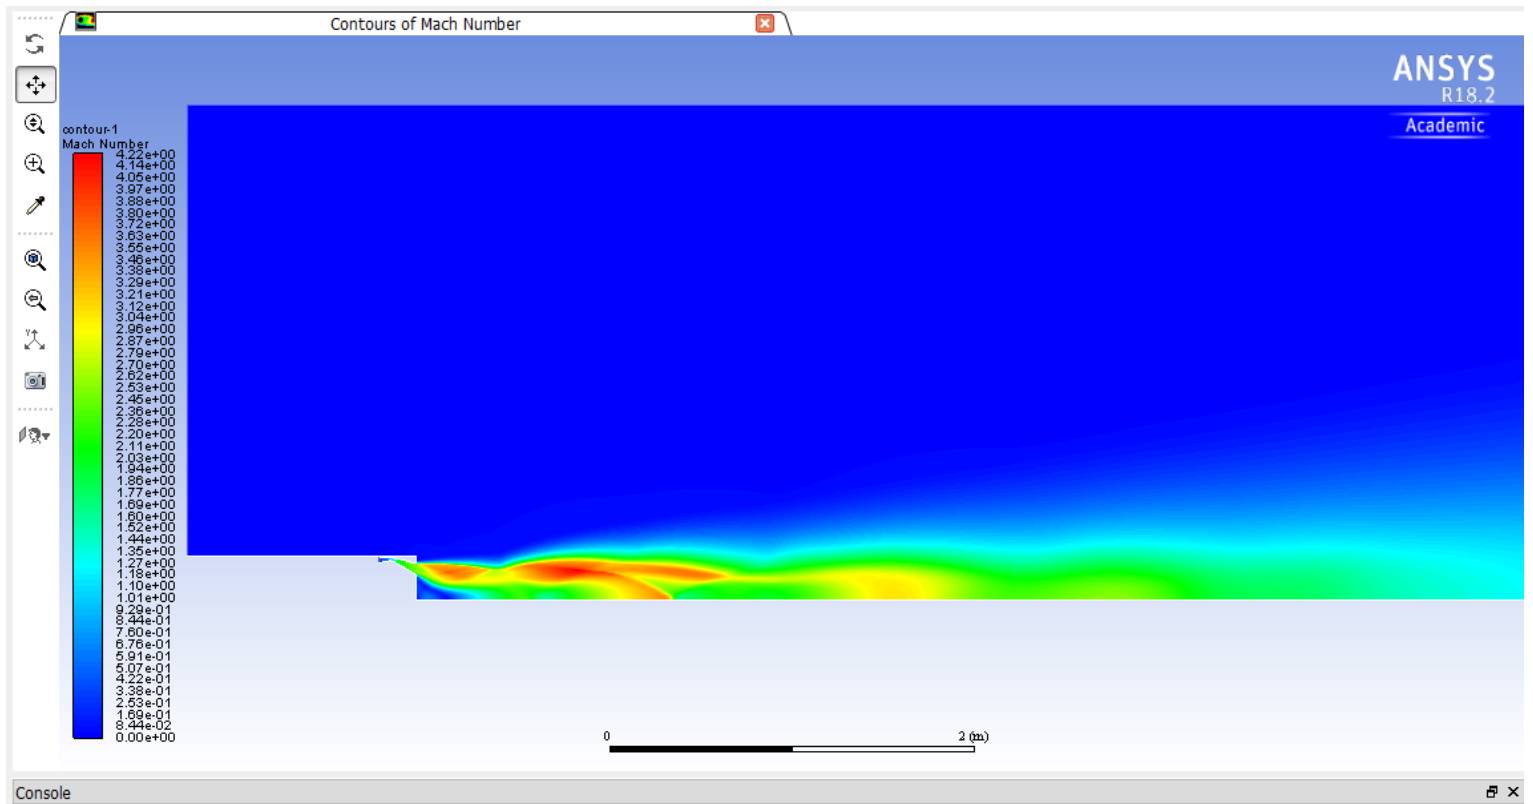 Contours of Mach Number
ANSYS
R18.2
Academic
contour-1
Mach Number
4.22e+00
4.14e+00
4.05e+00
3.97e+00
3.88e+00
3.80e+00
3.72e+00
3.63e+00
3.55e+00
3.46e+00
3.38e+00
3.29e+00
3.21e+00
3.12e+00
3.04e+00
2.96e+00
2.87e+00
2.79e+00
2.70e+00
2.62e+00
2.53e+00
2.45e+00
2.36e+00
2.28e+00
2.20e+00
2.11e+00
2.03e+00
1.94e+00
1.86e+00
1.77e+00
1.69e+00
1.60e+00
1.52e+00
1.44e+00
1.35e+00
1.27e+00
1.18e+00
1.10e+00
1.01e+00
9.29e-01
8.44e-01
7.60e-01
6.76e-01
5.91e-01
5.07e-01
4.22e-01
3.38e-01
2.53e-01
1.69e-01
8.44e-02
0.00e+00
0 2 (m)
Console